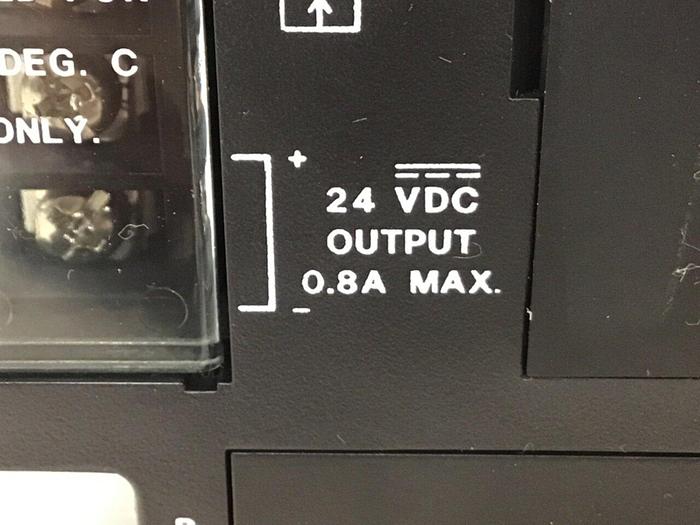 DEG. C
ONLY.
+
24 VDC
OUTPUT
0.8A MAX.
-